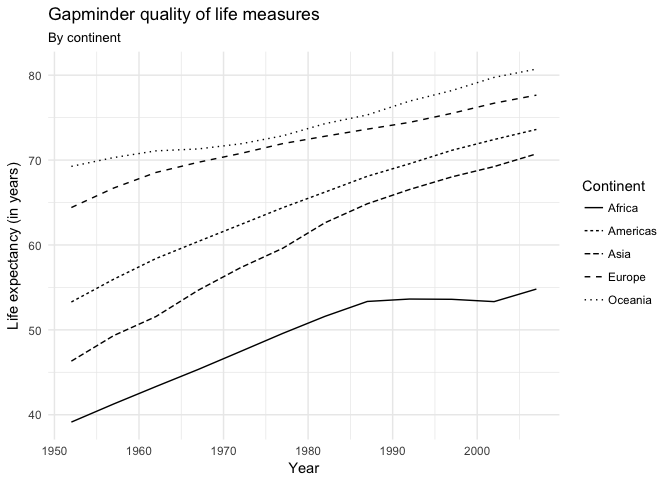 Gapminder quality of life measures
By continent
80
70
60
50
40
Life expectancy (in years)
1950 1960 1970 1980 1990 2000
Year
Continent
Africa
Americas
Asia
Europe
Oceania